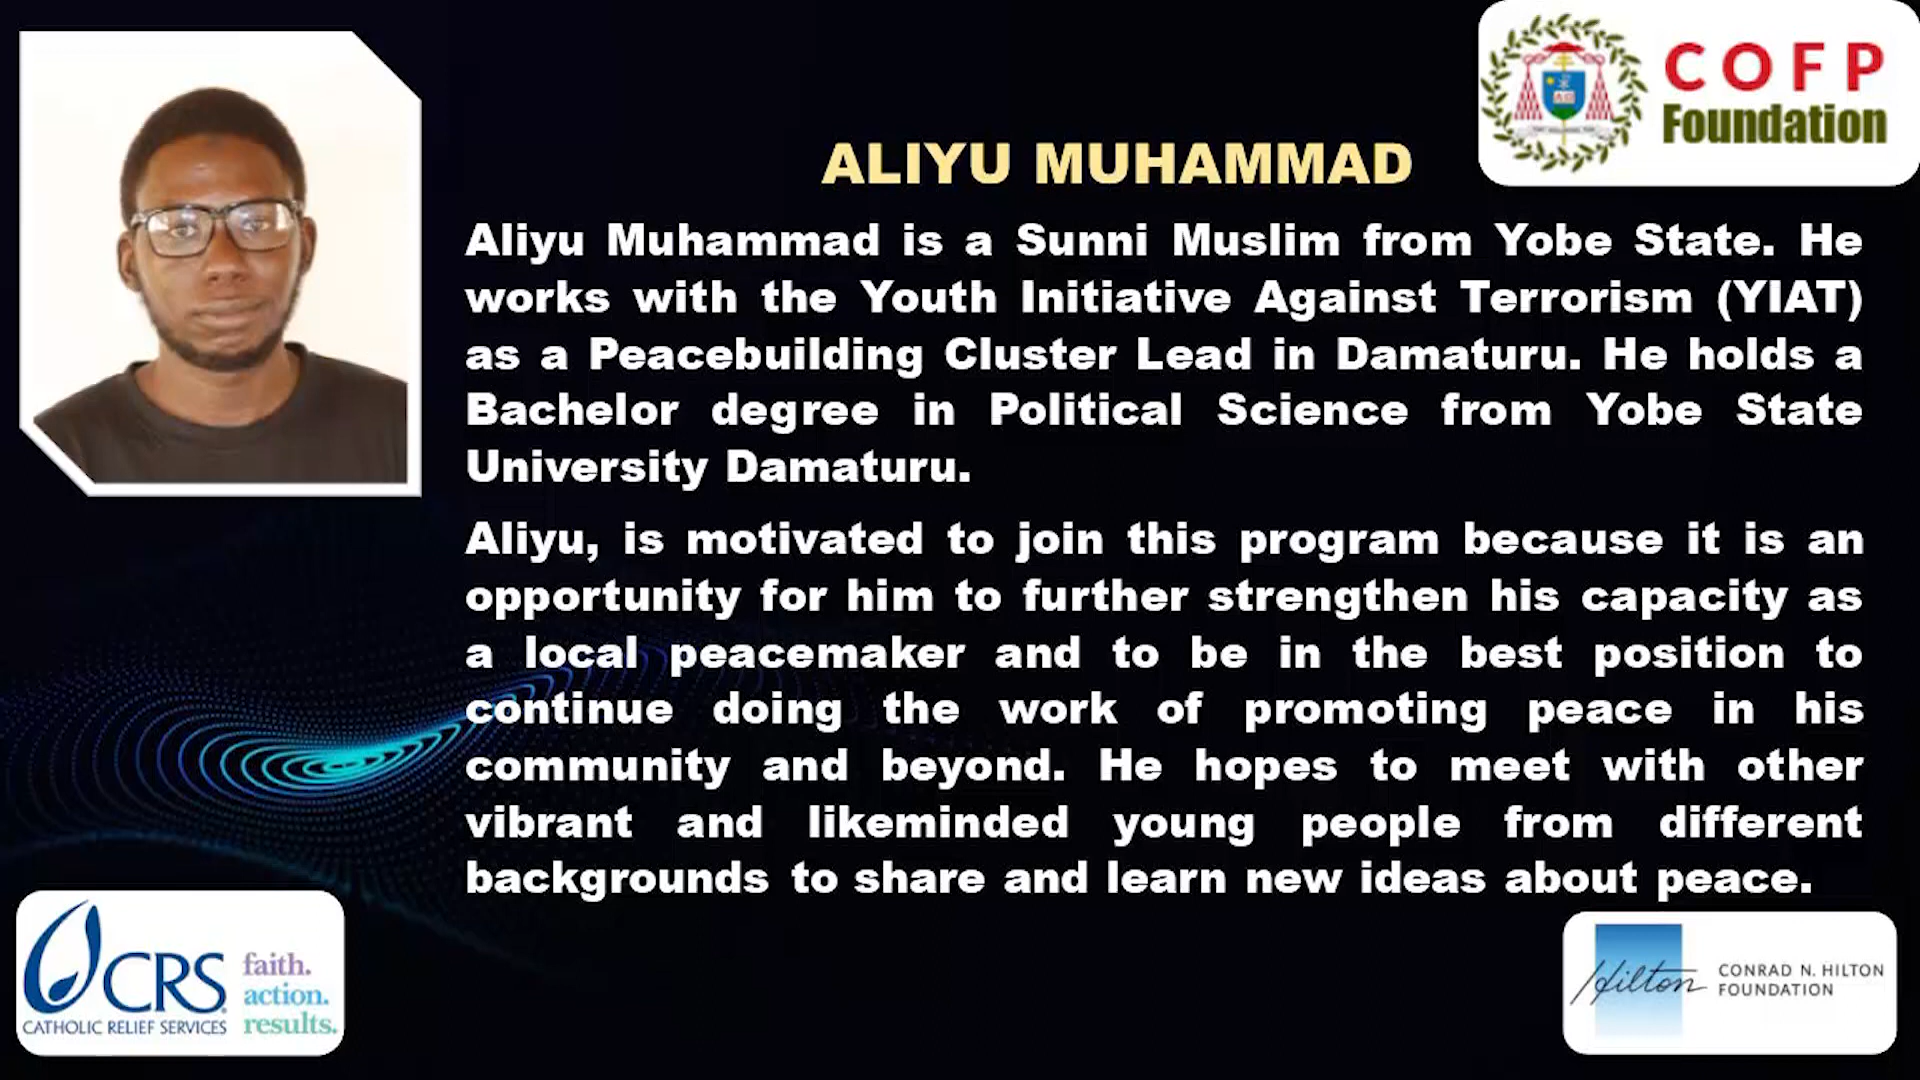 COFP
Foundation
ALIYU MUHAMMAD
Aliyu Muhammad is a Sunni Muslim from Yobe State. He
works with the Youth Initiative Against Terrorism (YIAT)
as a Peacebuilding Cluster Lead in Damaturu. He holds a
Bachelor degree in Political Science from Yobe State
University Damaturu.
Aliyu, is motivated to join this program because it is an
opportunity for him to further strengthen his capacity as
a local peacemaker and to be in the best position to
continue doing the work of promoting peace in his
community and beyond. He hopes to meet with other
vibrant and likeminded young people from different
backgrounds to share and learn new ideas about peace.
CRS
CATHOLIC RELIEF SERVICES
faith.
action.
results.
Hilton
CONRAD N. HILTON
FOUNDATION